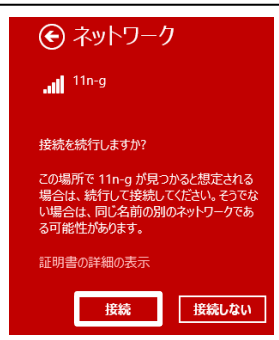 ネットワーク
11n-g
接続を続行しますか?
この場所で 11n-g が見つかると想定される
場合は、続行して接続してください。そうでな
い場合は、同じ名前の別のネットワークであ
る可能性があります。
証明書の詳細の表示
接続 接続しない